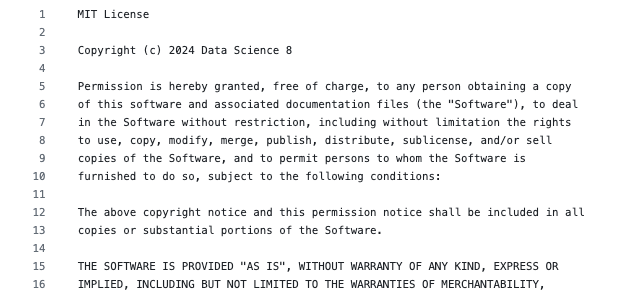 1 MIT License
2
3 Copyright (c) 2024 Data Science 8
4
5 Permission is hereby granted, free of charge, to any person obtaining a copy
6 of this software and associated documentation files (the "Software"), to deal
7 in the Software without restriction, including without limitation the rights
8 to use, copy, modify, merge, publish, distribute, sublicense, and/or sell
9 copies of the Software, and to permit persons to whom the Software is
10 furnished to do so, subject to the following conditions:
11
12 The above copyright notice and this permission notice shall be included in all
13 copies or substantial portions of the Software.
14
15 THE SOFTWARE IS PROVIDED "AS IS", WITHOUT WARRANTY OF ANY KIND, EXPRESS OR
16 IMPLIED, INCLUDING BUT NOT LIMITED TO THE WARRANTIES OF MERCHANTABILITY,